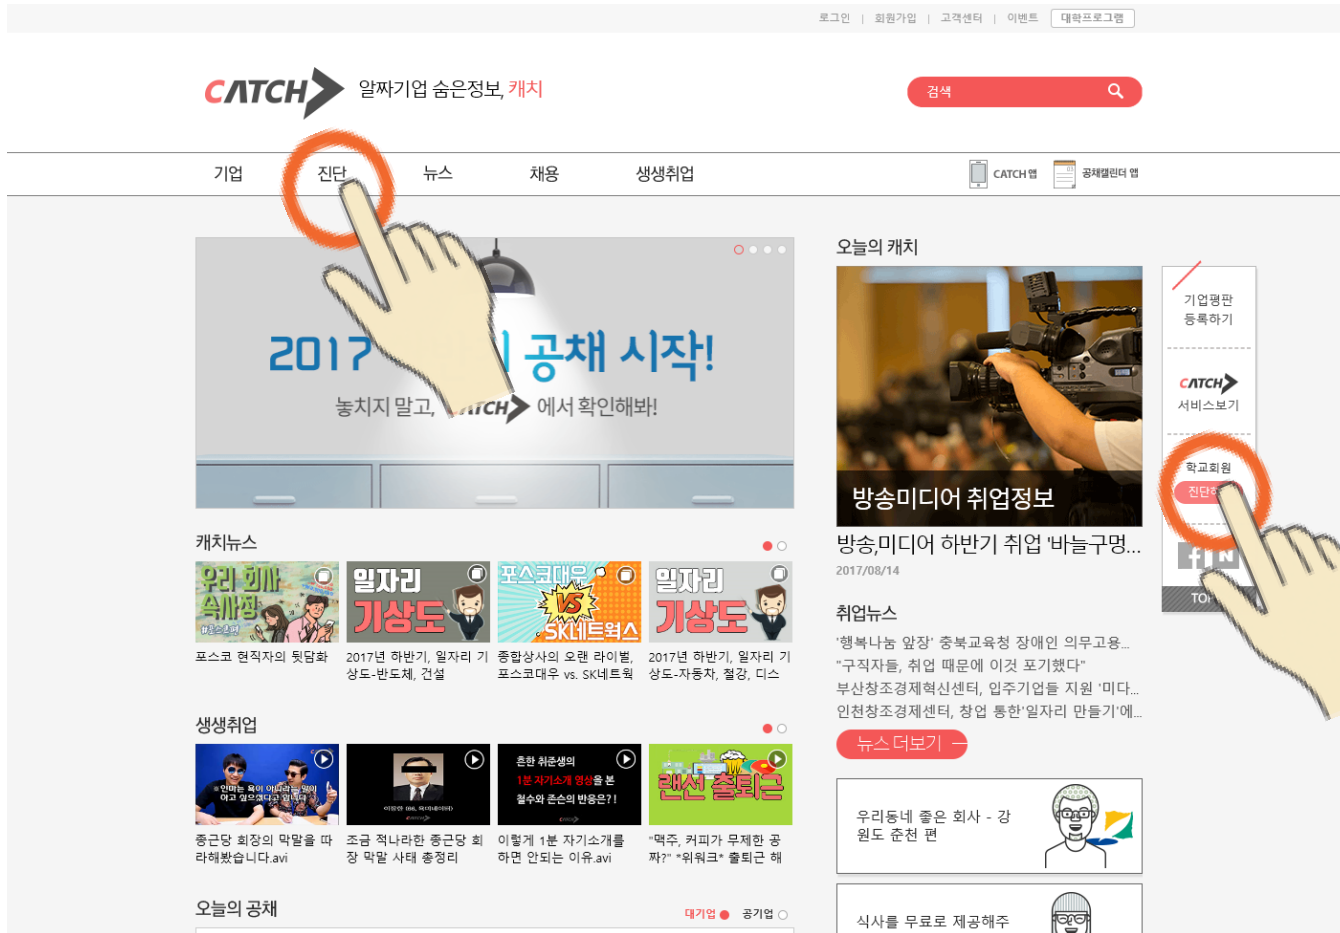 로그인 | 회원가입 | 고객센터 | 이벤트 대학프로그램
CATCH 알짜기업 숨은정보, 캐치
검색
기업 진단 뉴스 채용 생생취업
CATCH 앱 공채캘린더 앱
2017 공채 시작!
놓치지 말고, CATCH 에서 확인해봐!
오늘의 캐치
방송미디어 취업정보
방송,미디어 하반기 취업 '바늘구멍...
2017/08/14
기업평판
등록하기
CATCH
서비스보기
학교회원
진단하
f N
TO
캐치뉴스
우리 회사
속사정
일자리
기상도
포스코대우
VS
SK네트웍스
일자리
기상도
포스코 현직자의 뒷담화
2017년 하반기, 일자리 기
상도-반도체, 건설
종합상사의 오랜 라이벌,
포스코대우 vs. SK네트웍
2017년 하반기, 일자리 기
상도-자동차, 철강, 디스
취업뉴스
'행복나눔 앞장' 충북교육청 장애인 의무고용...
"구직자들, 취업 때문에 이것 포기했다"
부산창조경제혁신센터, 입주기업들 지원 '미다...
인천창조경제센터, 창업 통한'일자리 만들기'에...
뉴스 더보기
생생취업
흔한 취준생의
1분 자기소개 영상을 본
철수와 존슨의 반응은?!
랜선 출퇴근
종근당 회장의 막말을 따
라해봤습니다.avi
조금 적나라한 종근당 회
장 막말 사태 총정리
이렇게 1분 자기소개를
하면 안되는 이유.avi
"맥주, 커피가 무제한 공
짜?" *위워크* 출퇴근 해
우리동네 좋은 회사 - 강
원도 춘천 편
식사를 무료로 제공해주
오늘의 공채
대기업 공기업